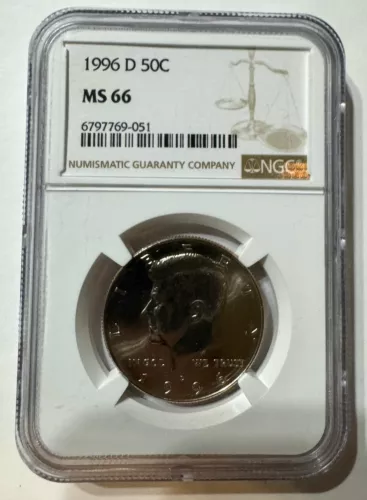 1996 D 50C
MS 66
6797769-051
NUMISMATIC GUARANTY COMPANY NGC
LIBERTY
IN GOD WE TRUST
D
1996